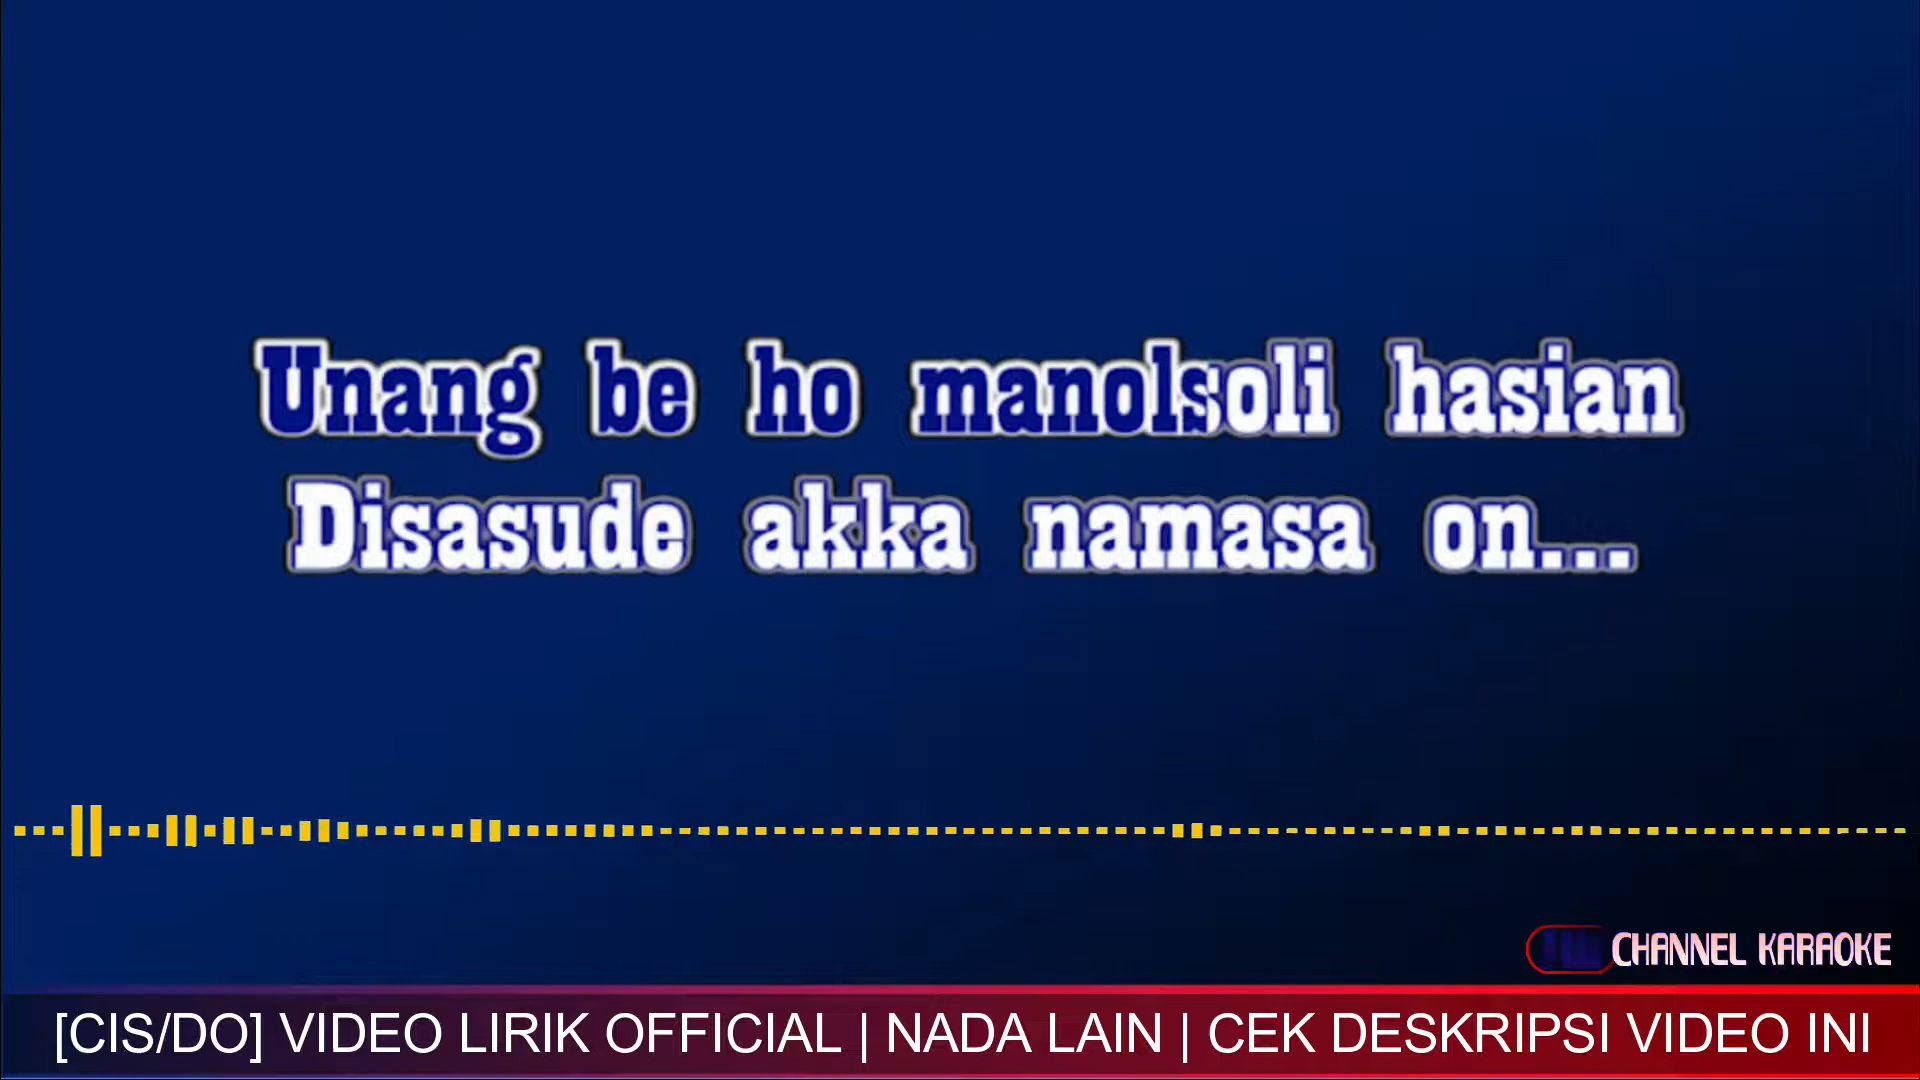 Unang be ho manolsoli hasian
Disasude akka namasa on...
CHANNEL KARAOKE
[CIS/DO] VIDEO LIRIK OFFICIAL | NADA LAIN | CEK DESKRIPSI VIDEO INI